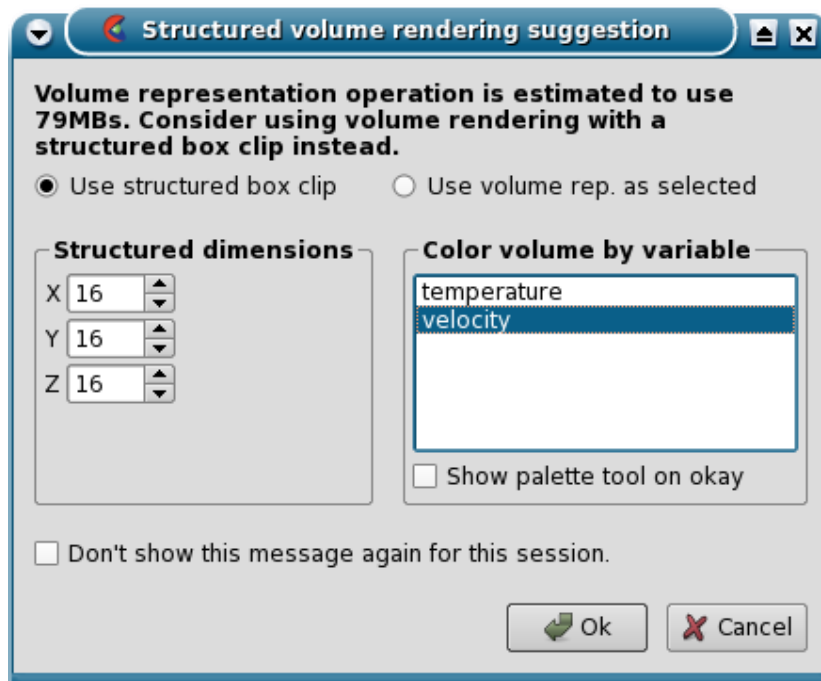 Structured volume rendering suggestion
Volume representation operation is estimated to use
79MBs. Consider using volume rendering with a
structured box clip instead.
Use structured box clip
Use volume rep. as selected
Structured dimensions
X 16
Y 16
Z 16
Color volume by variable
temperature
velocity
Show palette tool on okay
Don't show this message again for this session.
Ok
Cancel